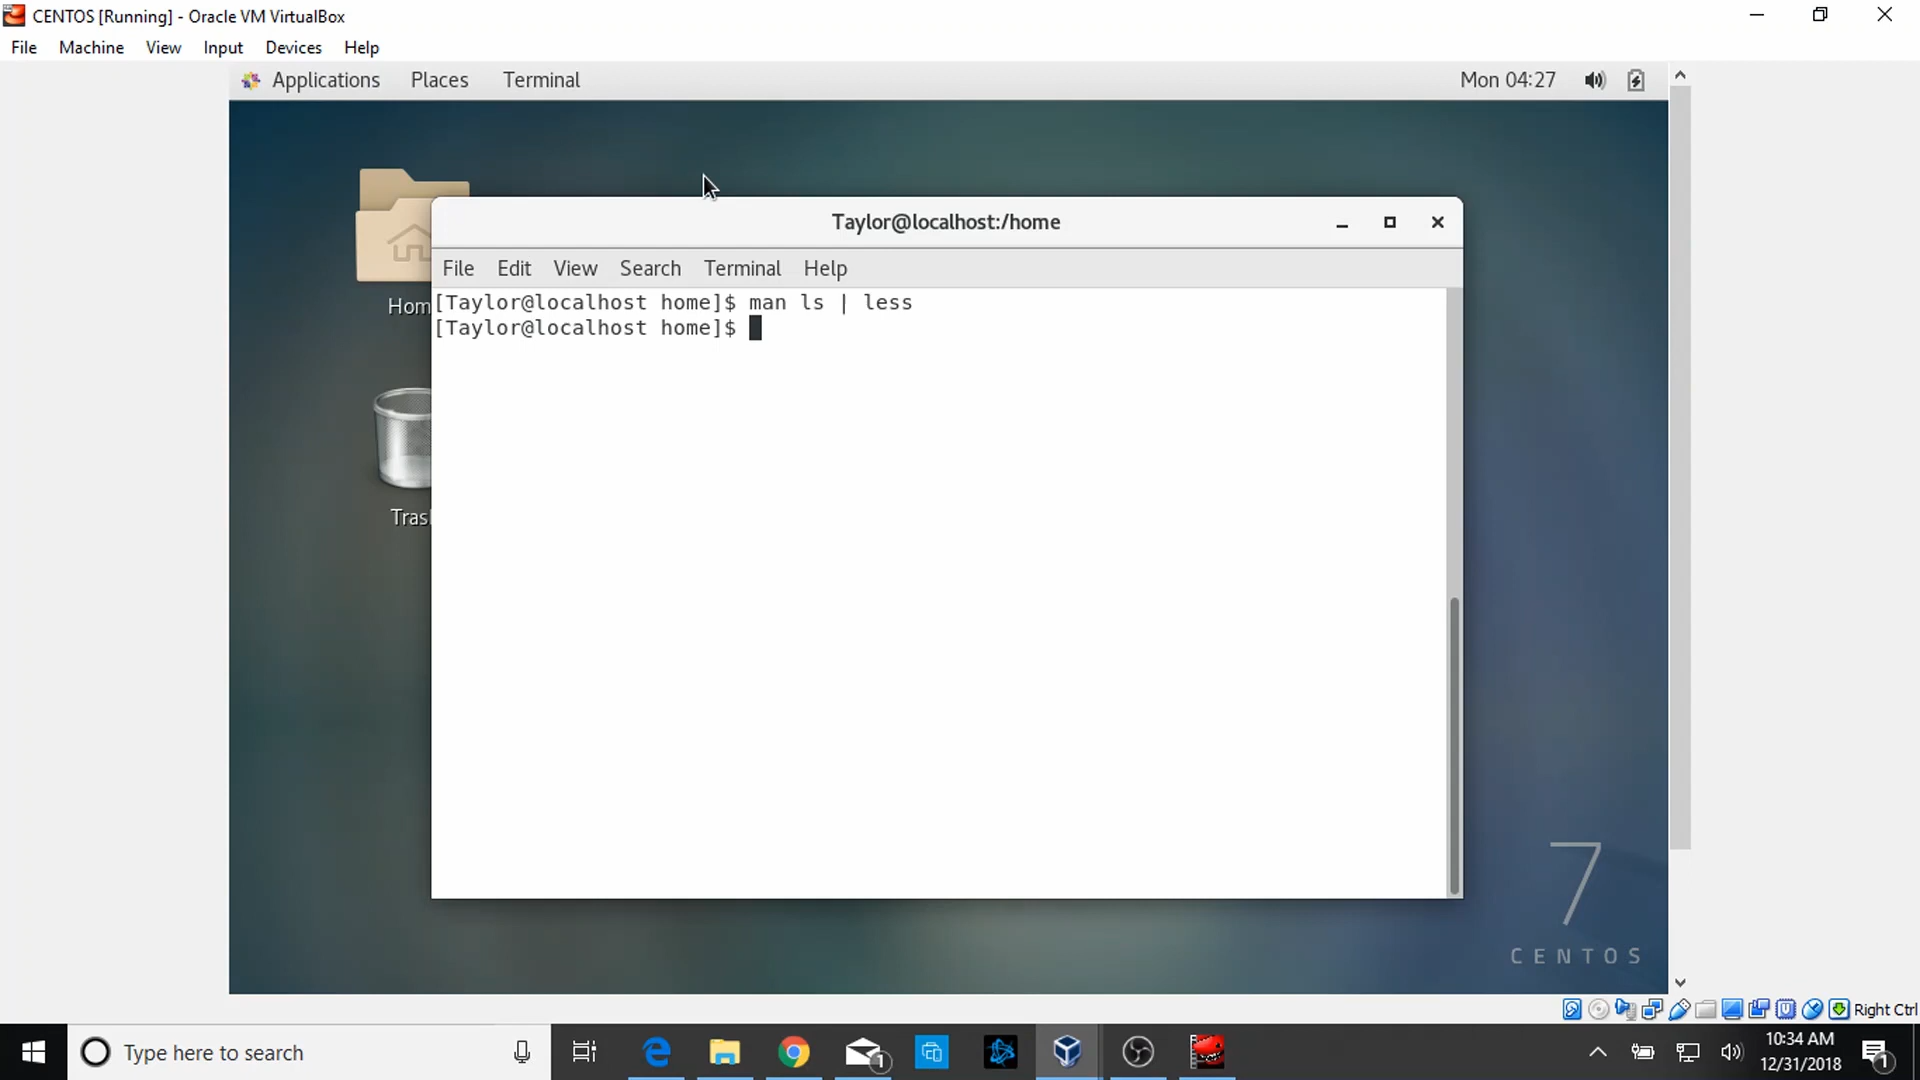 CENTOS [Running] - Oracle VM VirtualBox
File Machine View Input Devices Help
Applications Places Terminal Mon 04:27
Taylor@localhost:/home
File Edit View Search Terminal Help
Hom
[Taylor@localhost home]$ man ls | less
[Taylor@localhost home]$
Tras
7
CENTOS
Right Ctrl
Type here to search
1
10:34 AM
12/31/2018
1